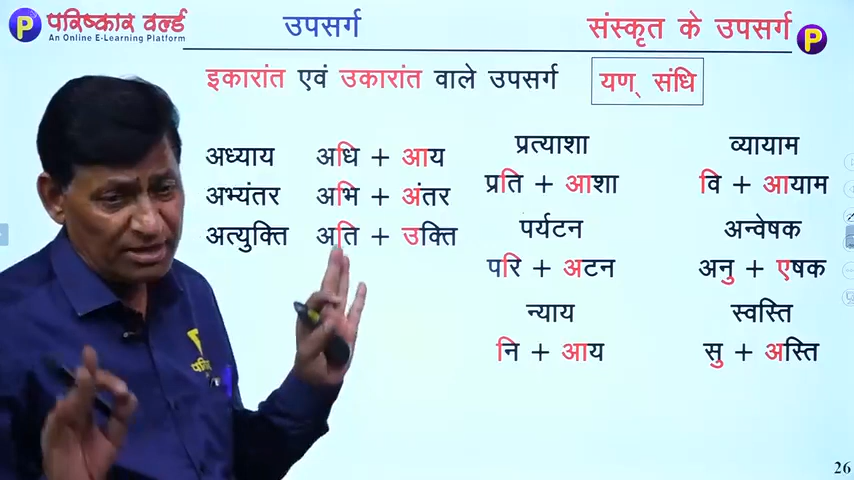 परिष्कार वर्ल्ड
An Online E-Learning Platform
उपसर्ग
संस्कृत के उपसर्ग
इकारांत एवं उकारांत वाले उपसर्ग
यण् संधि
अध्याय अधि + आय
अभ्यंतर अभि + अंतर
अत्युक्ति अति + उक्ति
प्रत्याशा
प्रति + आशा
पर्यटन
परि + अटन
न्याय
नि + आय
व्यायाम
वि + आयाम
अन्वेषक
अनु + एषक
स्वस्ति
सु + अस्ति
26